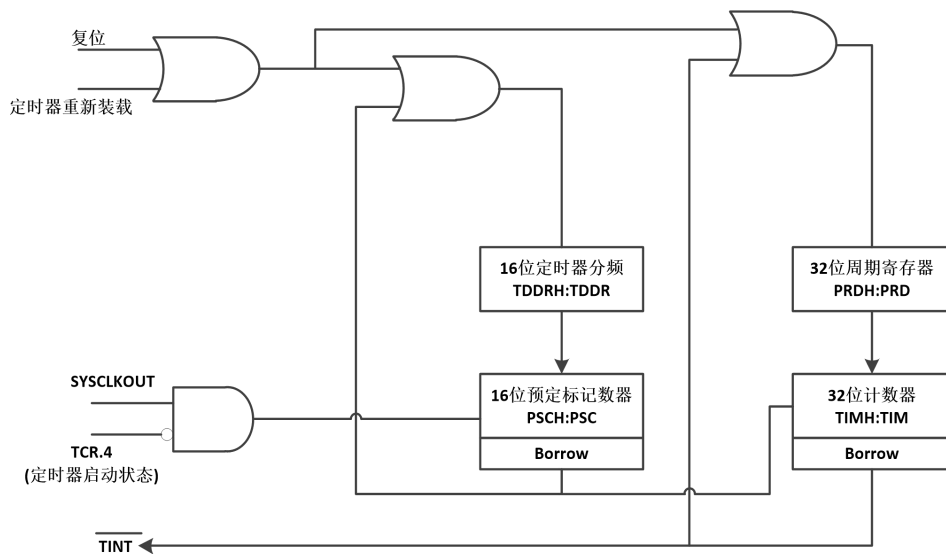 复位
定时器重新装载
16位定时器分频
TDDRH:TDDR
32位周期寄存器
PRDH:PRD
SYSCLKOUT
TCR.4
(定时器启动状态)
16位预定标记数器
PSCH:PSC
Borrow
32位计数器
TIMH:TIM
Borrow
TINT